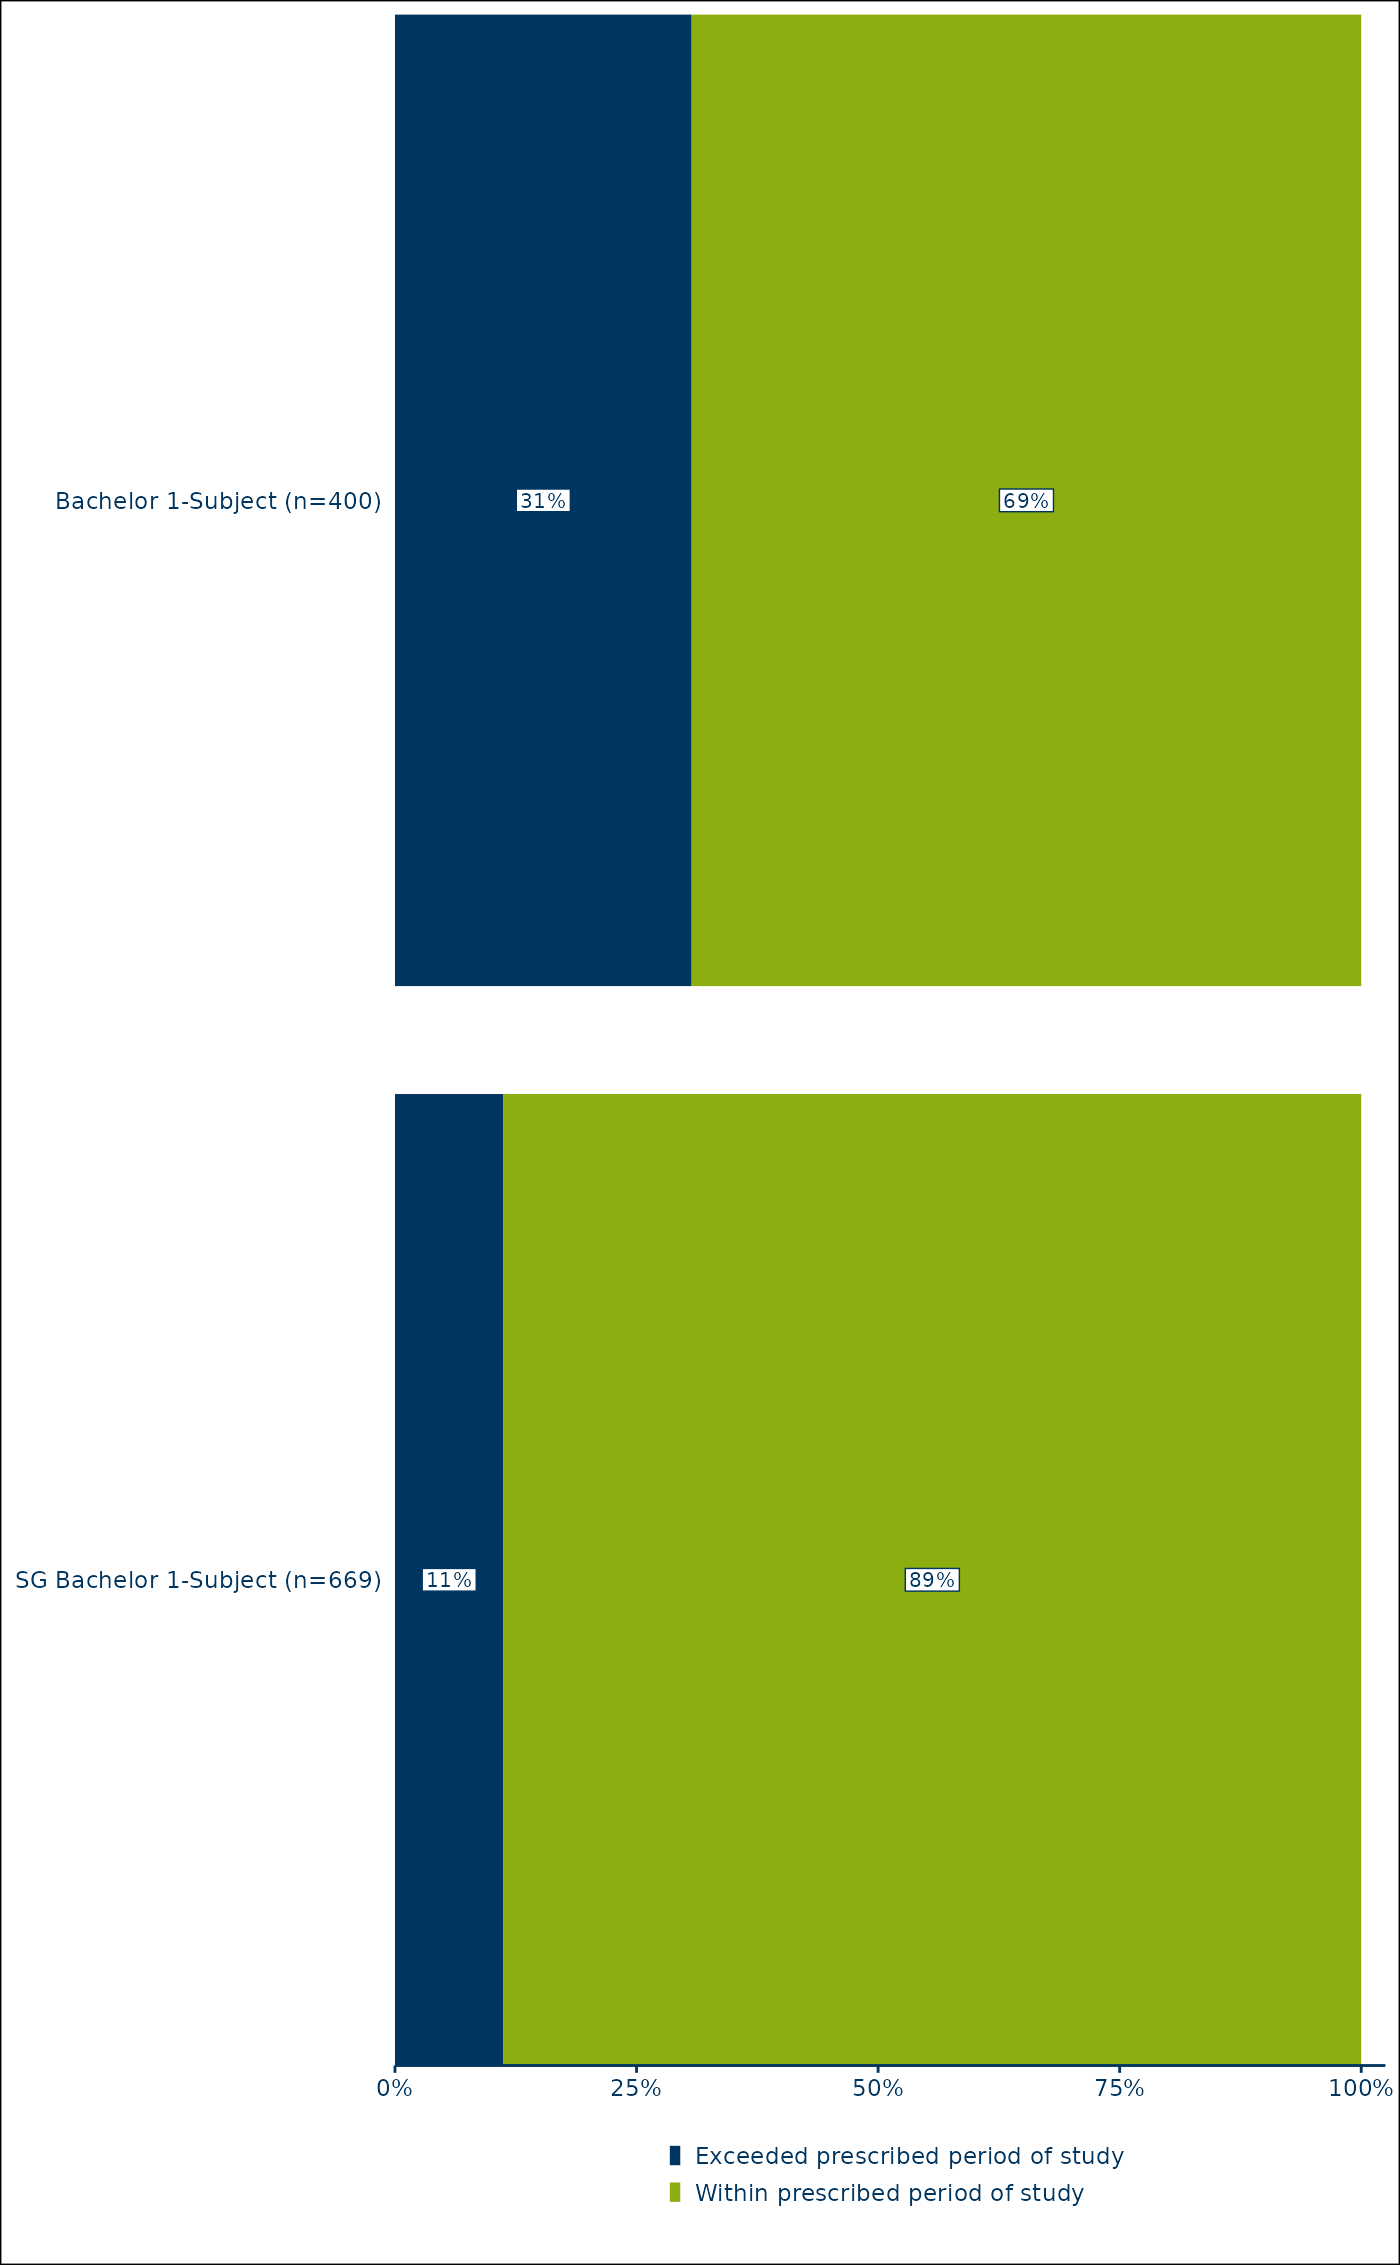 Bachelor 1-Subject (n=400)
31%
69%
SG Bachelor 1-Subject (n=669)
11%
89%
0%
25%
50%
75%
100%
Exceeded prescribed period of study
Within prescribed period of study